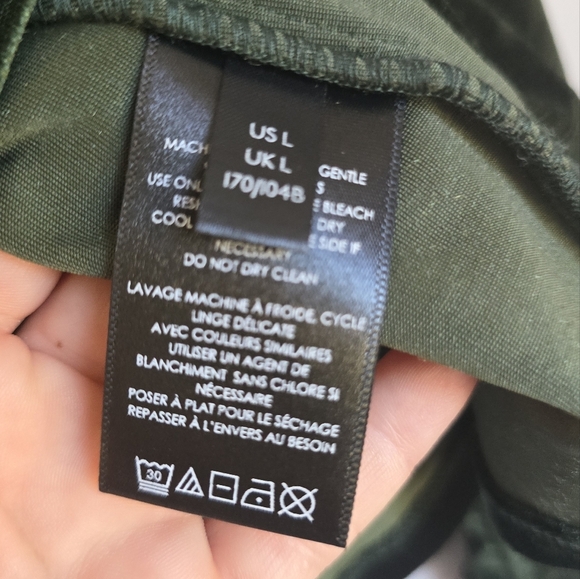 US L
UK L
170/104B
MACH
GENTLE
S
USE ONL
BLEACH
RES
DRY
COOL
E SIDE IF
NECESSARY
DO NOT DRY CLEAN
LAVAGE MACHINE À FROIDE, CYCLE
LINGE DÉLICATE
AVEC COULEURS SIMILAIRES
UTILISER UN AGENT DE
BLANCHIMENT SANS CHLORE SI
NÉCESSAIRE
POSER À PLAT POUR LE SÉCHAGE
REPASSER À L'ENVERS AU BESOIN
30